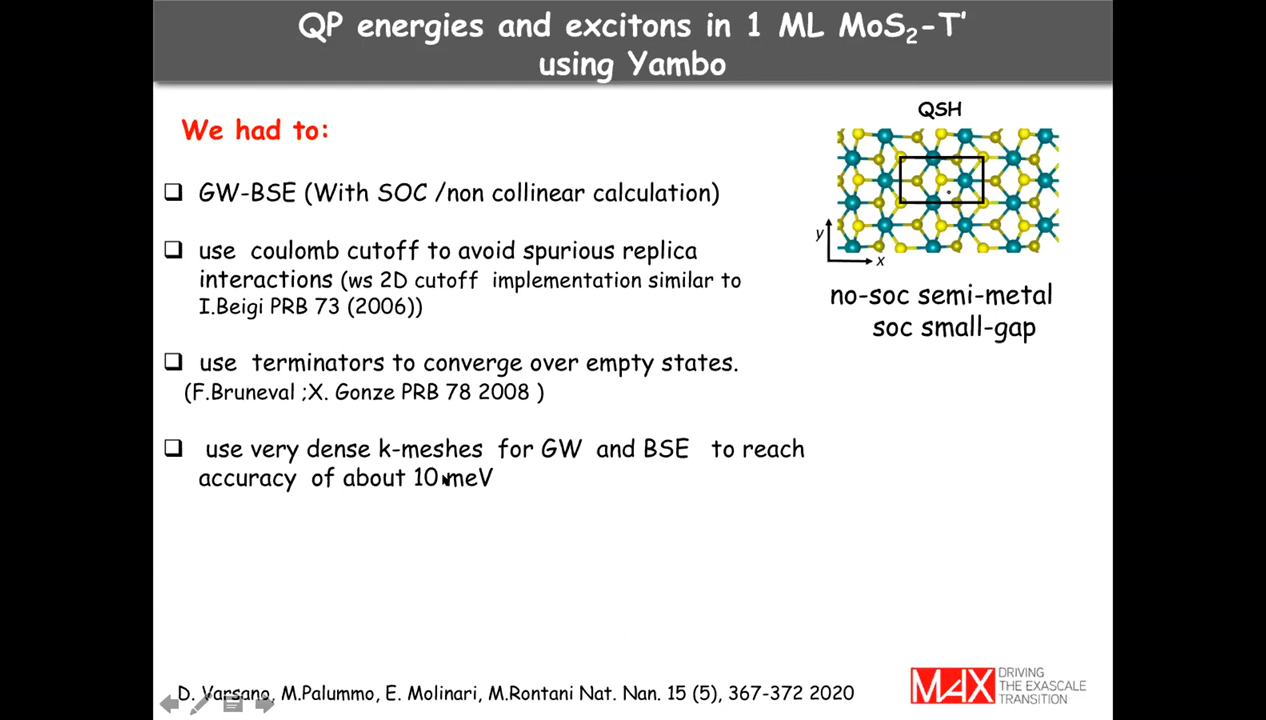 QP energies and excitons in 1 ML MoS₂-T'
using Yambo
We had to:
❑ GW-BSE (With SOC /non collinear calculation)
❑ use coulomb cutoff to avoid spurious replica
interactions (ws 2D cutoff implementation similar to
I.Beigi PRB 73 (2006))
❑ use terminators to converge over empty states.
(F.Bruneval ;X. Gonze PRB 78 2008 )
❑ use very dense k-meshes for GW and BSE to reach
accuracy of about 10 meV
QSH
y
x
no-soc semi-metal
soc small-gap
D. Varsano, M.Palummo, E. Molinari, M.Rontani Nat. Nan. 15 (5), 367-372 2020
MAX
DRIVING
THE EXASCALE
TRANSITION